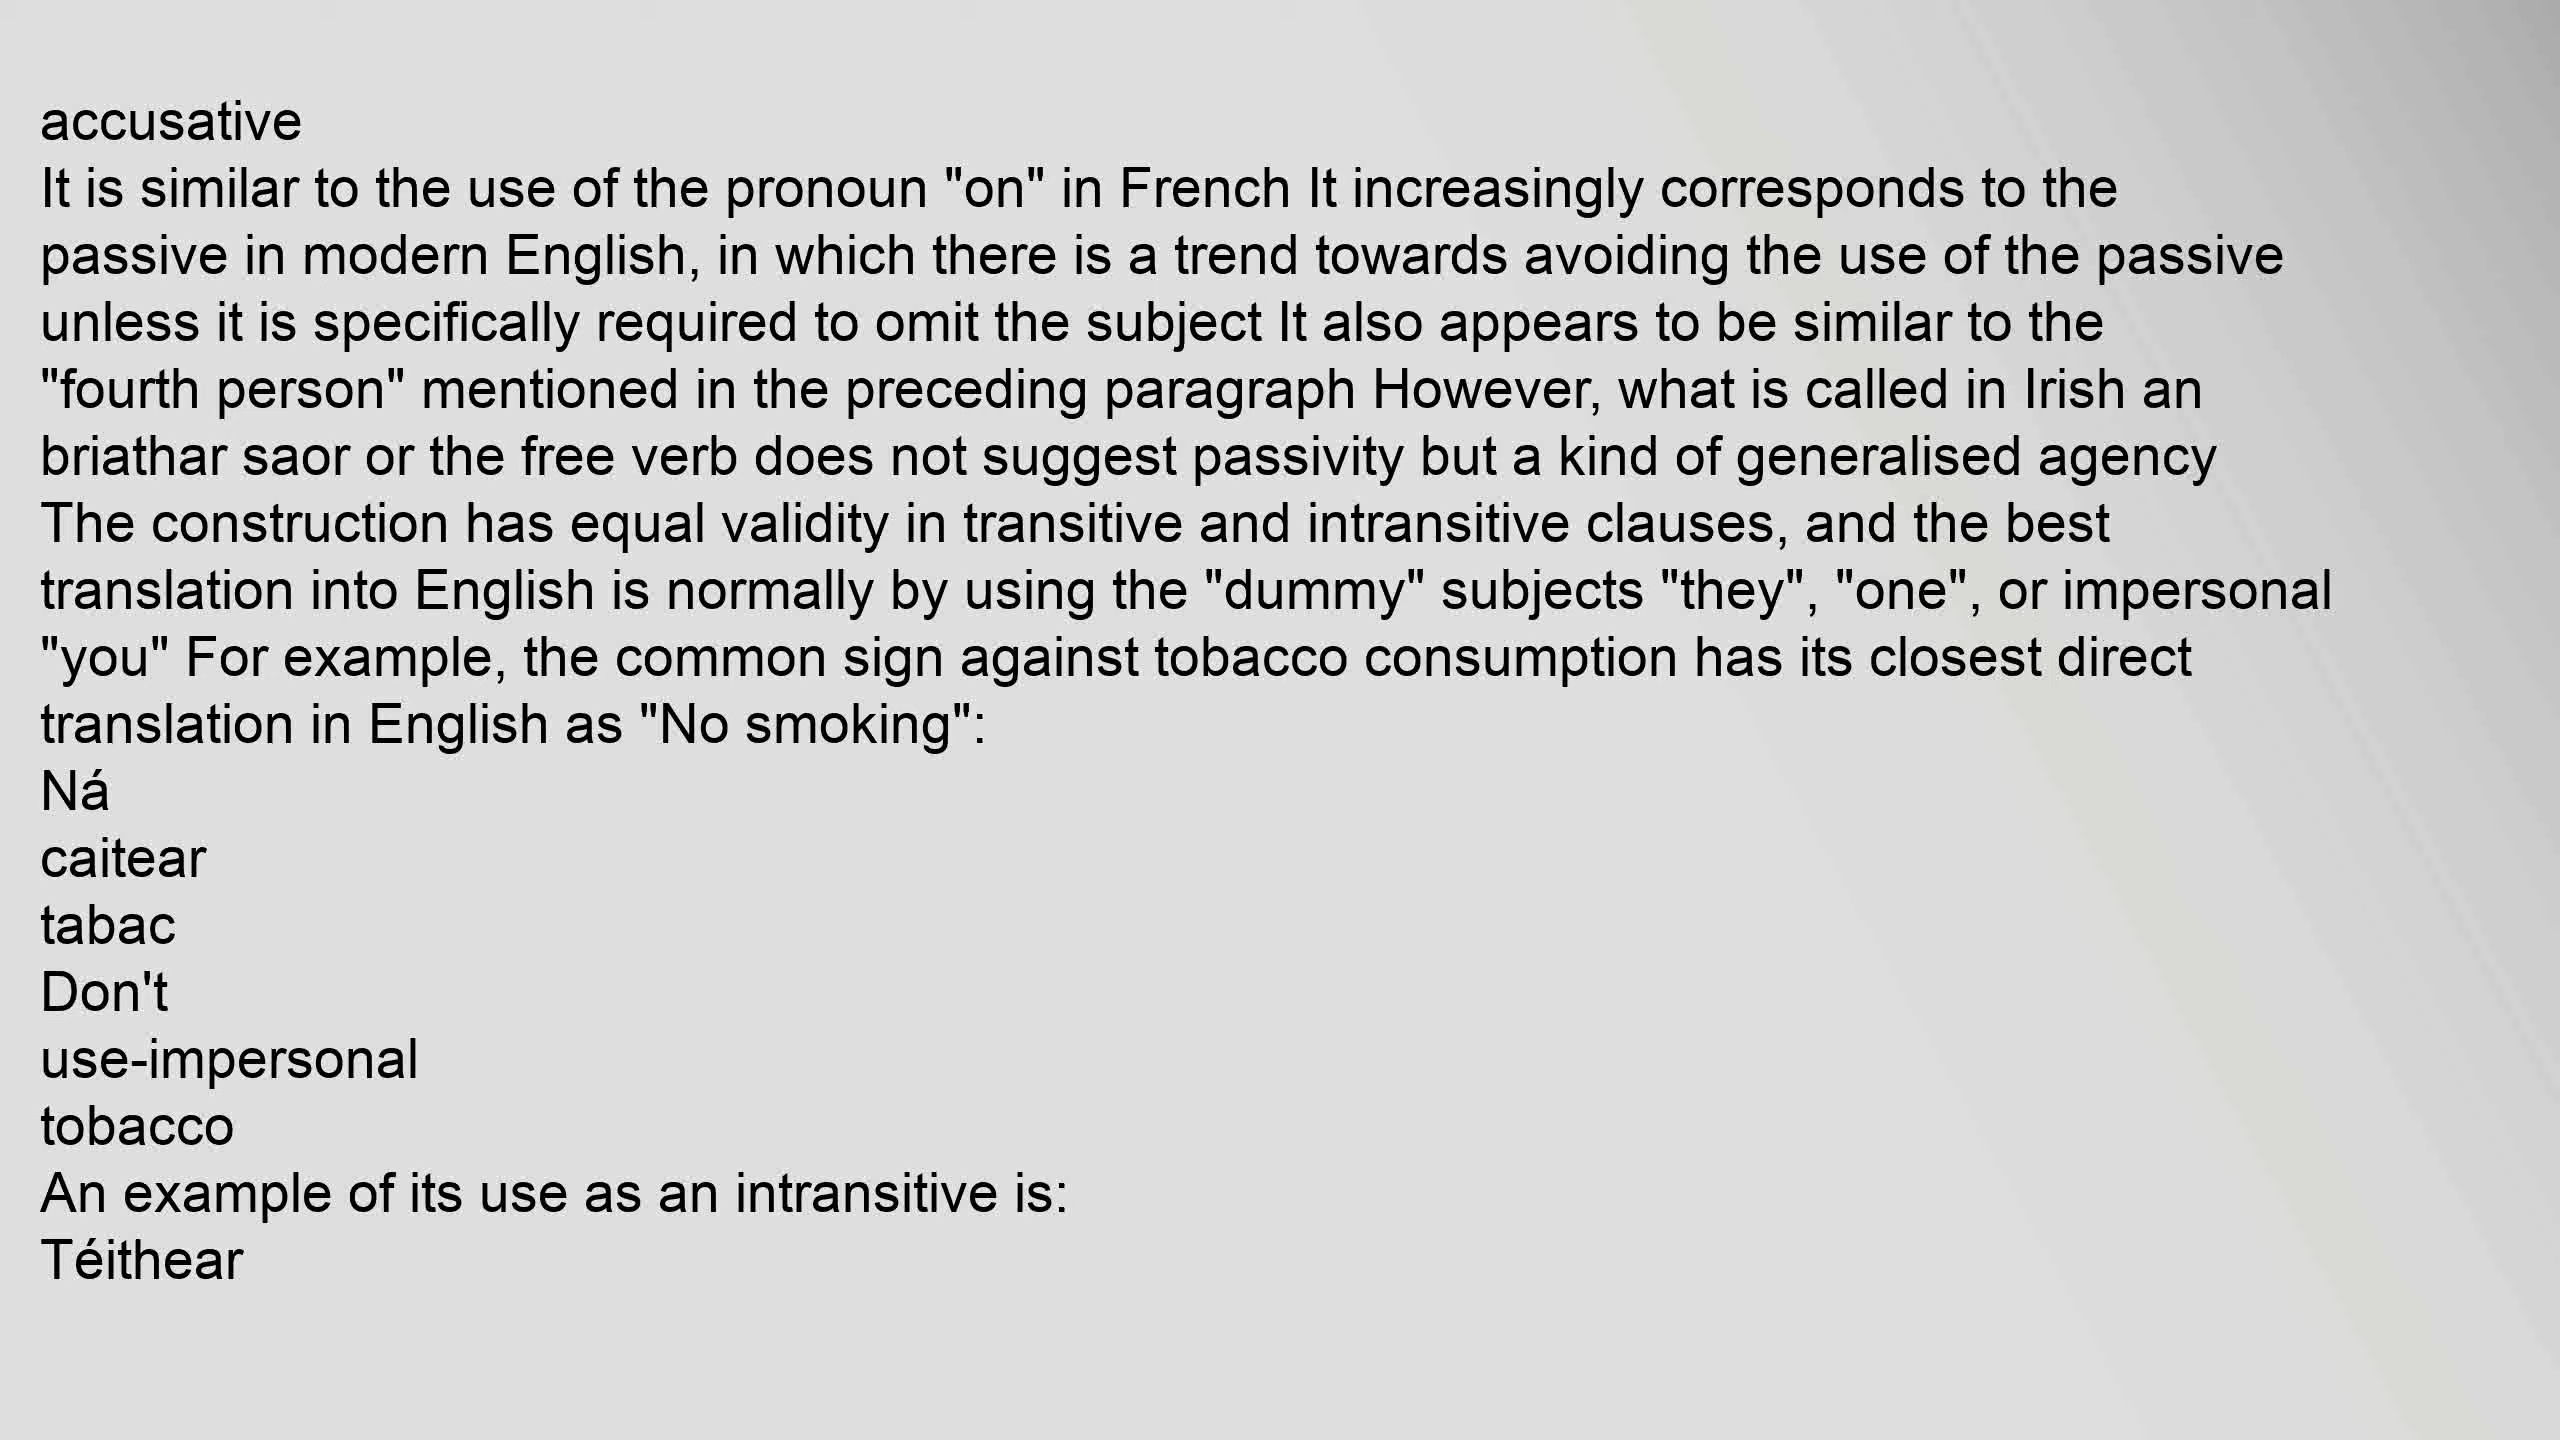 accusative
It is similar to the use of the pronoun "on" in French It increasingly corresponds to the
passive in modern English, in which there is a trend towards avoiding the use of the passive
unless it is specifically required to omit the subject It also appears to be similar to the
"fourth person" mentioned in the preceding paragraph However, what is called in Irish an
briathar saor or the free verb does not suggest passivity but a kind of generalised agency
The construction has equal validity in transitive and intransitive clauses, and the best
translation into English is normally by using the "dummy" subjects "they", "one", or impersonal
"you" For example, the common sign against tobacco consumption has its closest direct
translation in English as "No smoking":
Ná
caitear
tabac
Don't
use-impersonal
tobacco
An example of its use as an intransitive is:
Téithear